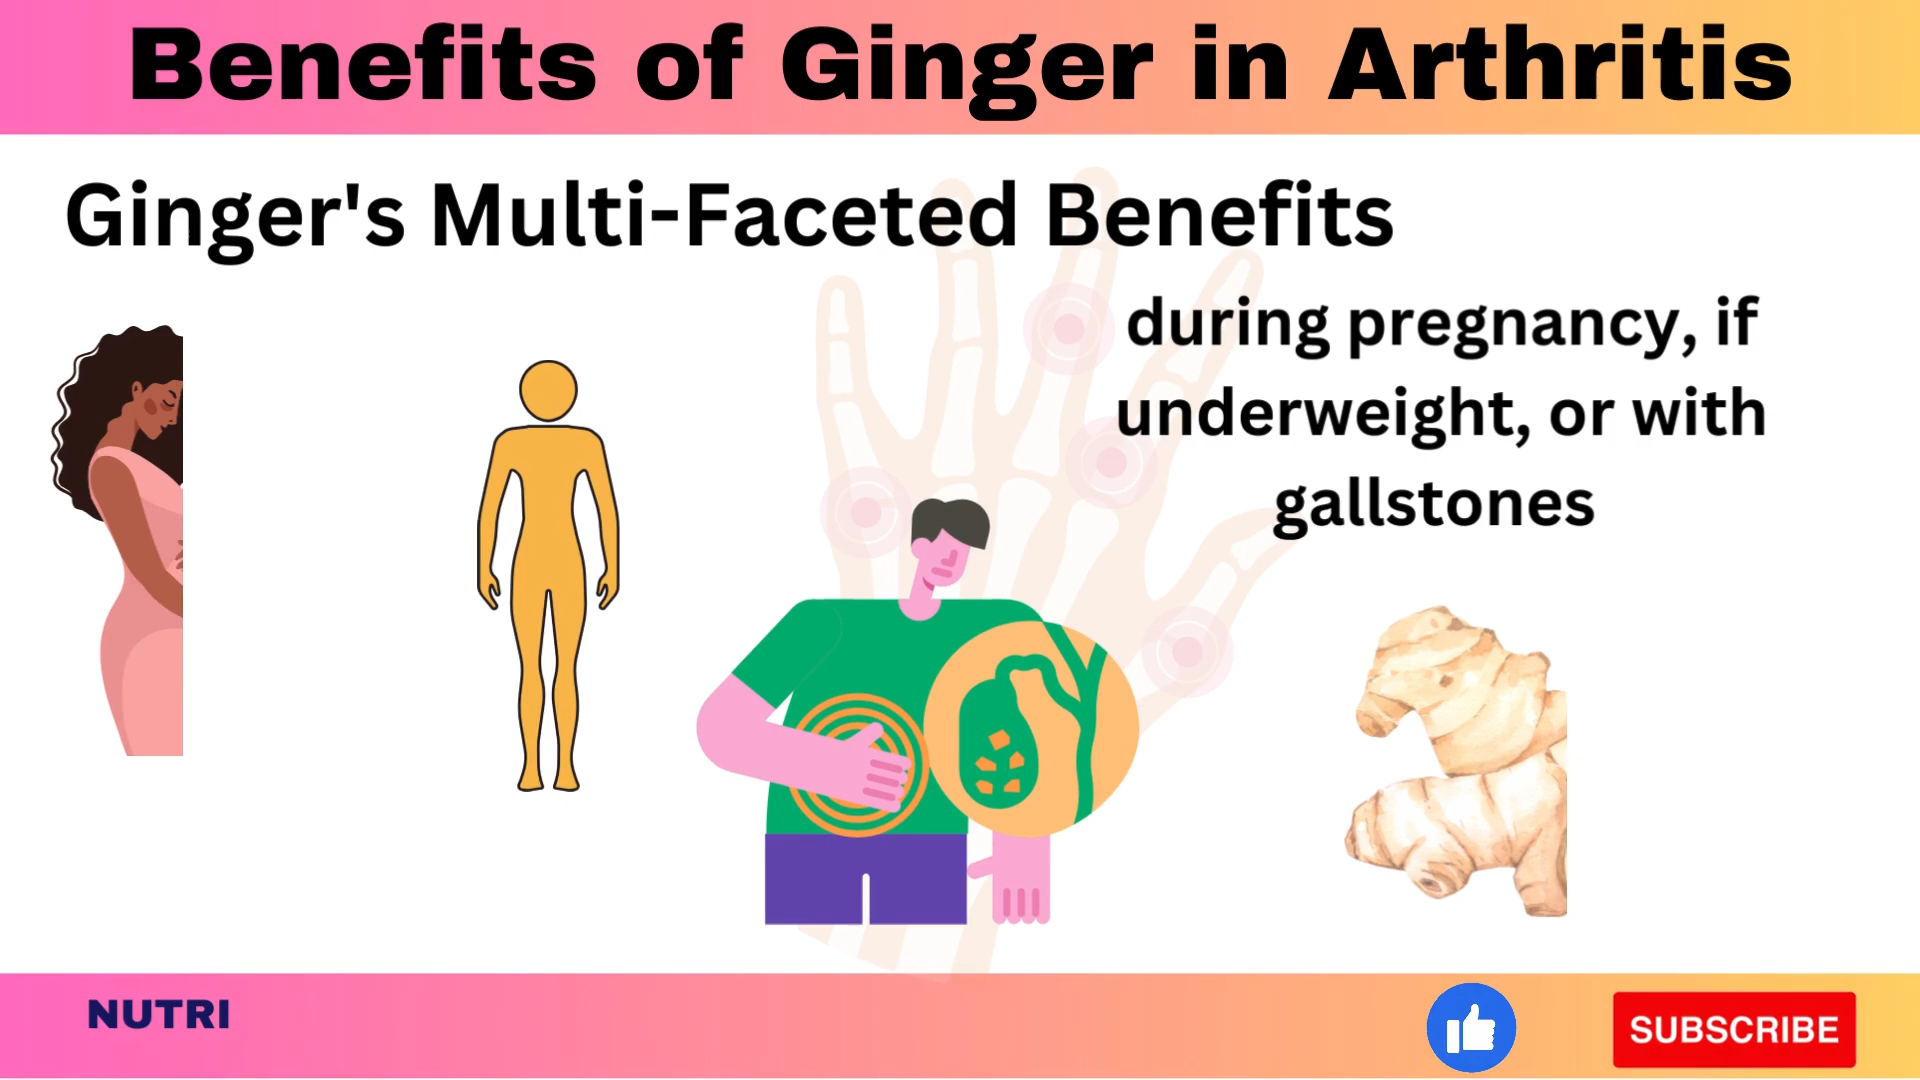 Benefits of Ginger in Arthritis
Ginger's Multi-Faceted Benefits
during pregnancy, if
underweight, or with
gallstones
NUTRI
SUBSCRIBE